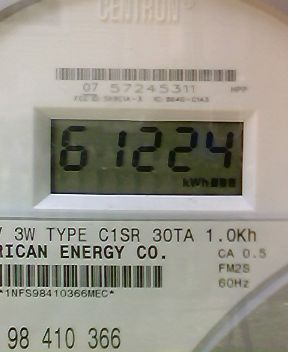 CENTRON
07 57245311 HPP
61224
kWh
3W TYPE C1SR 30TA 1.0Kh
RICAN ENERGY CO. CA 0.5
FM2S
*1NFS98410366MEC* 60Hz
98 410 366